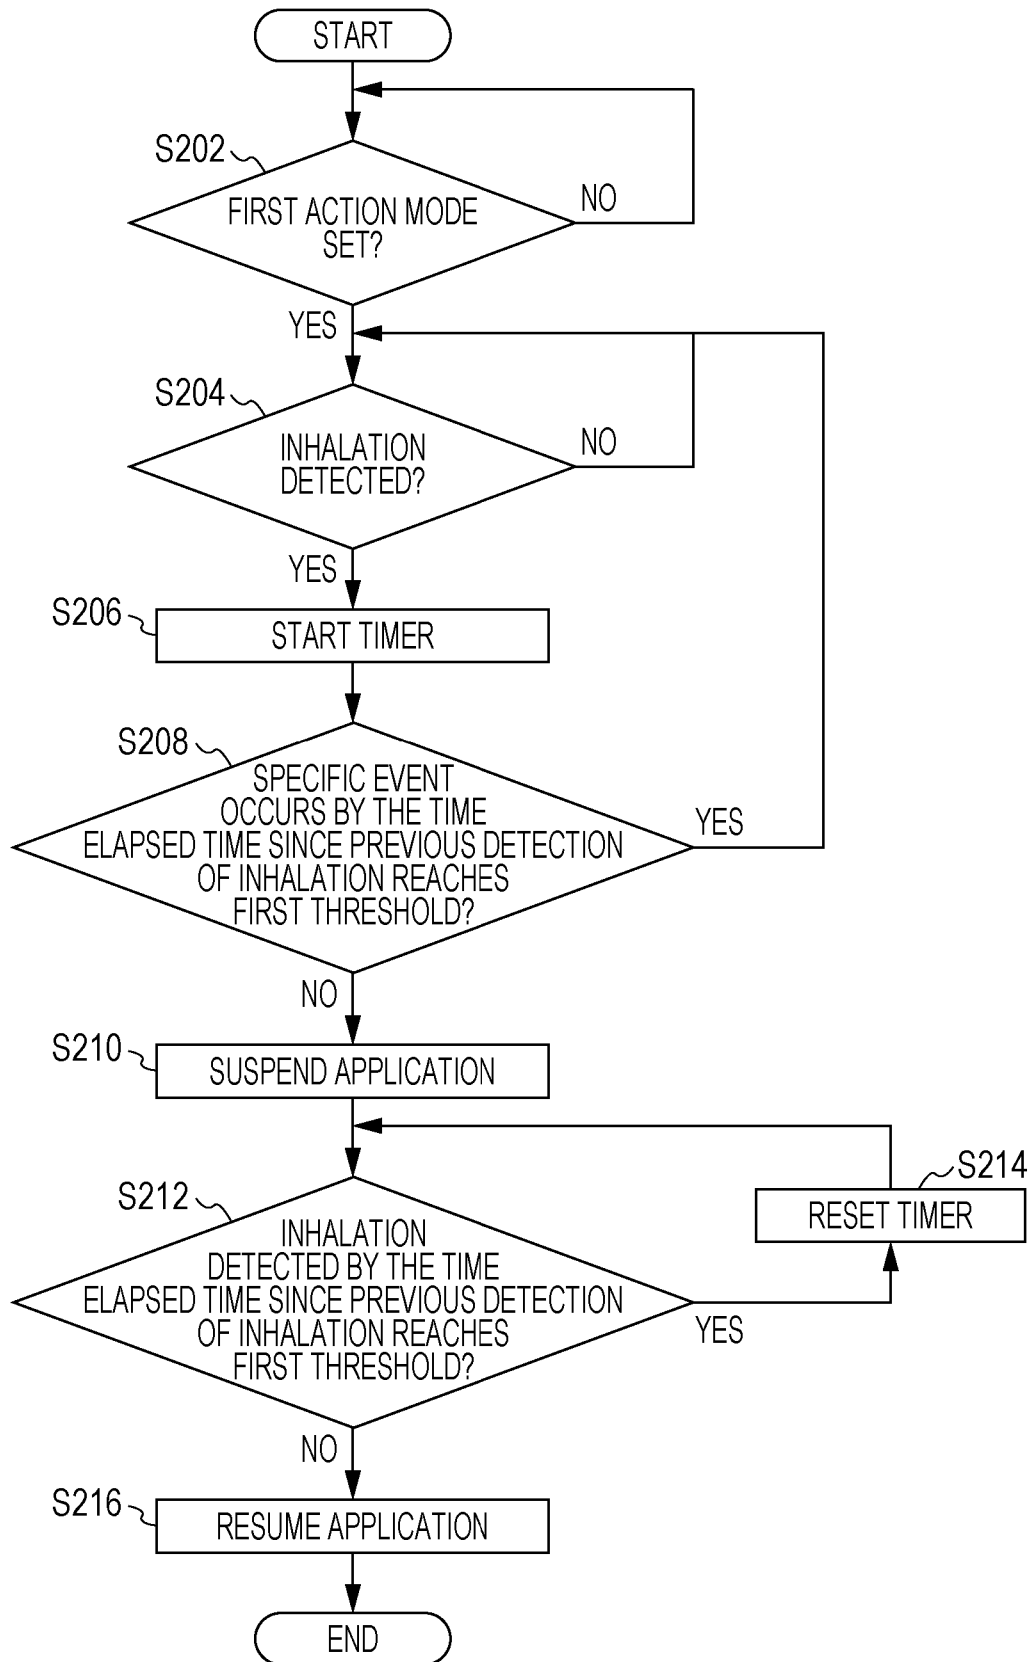 START
S202
FIRST ACTION MODE
SET?
NO
YES
S204
INHALATION
DETECTED?
NO
YES
S206
START TIMER
S208
SPECIFIC EVENT
OCCURS BY THE TIME
ELAPSED TIME SINCE PREVIOUS DETECTION
OF INHALATION REACHES
FIRST THRESHOLD?
YES
NO
S210
SUSPEND APPLICATION
S214
RESET TIMER
S212
INHALATION
DETECTED BY THE TIME
ELAPSED TIME SINCE PREVIOUS DETECTION
OF INHALATION REACHES
FIRST THRESHOLD?
YES
NO
S216
RESUME APPLICATION
END